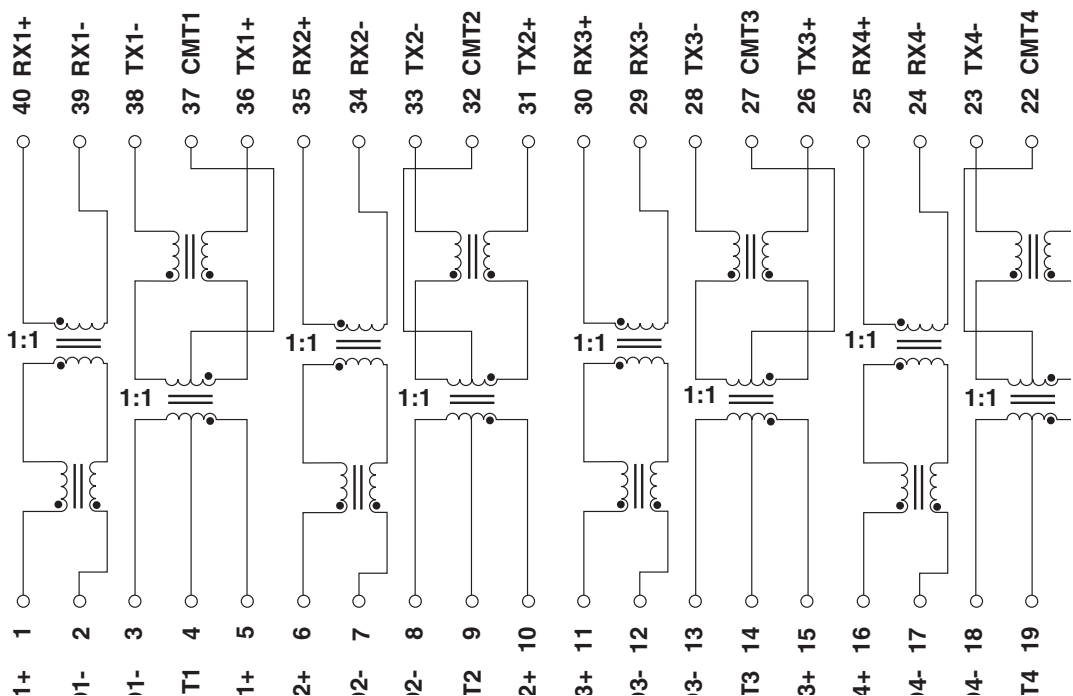 40 RX1+
39 RX1-
38 TX1-
37 CMT1
36 TX1+
35 RX2+
34 RX2-
33 TX2-
32 CMT2
31 TX2+
30 RX3+
29 RX3-
28 TX3-
27 CMT3
26 TX3+
25 RX4+
24 RX4-
23 TX4-
22 CMT4
1:1
1:1
1:1
1:1
1:1
1:1
1:1
1:1
1
2
3
4
5
6
7
8
9
10
11
12
13
14
15
16
17
18
19